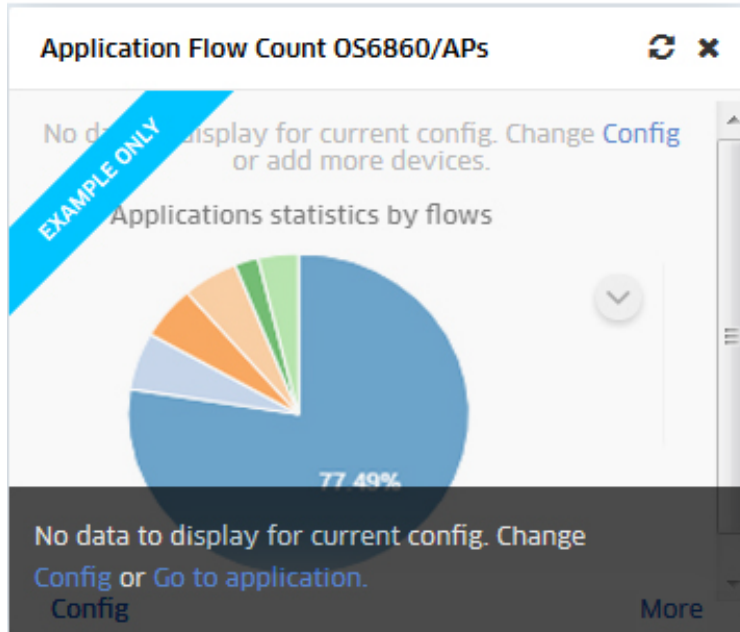 Application Flow Count OS6860/APs
No data to display for current config. Change Config
or add more devices.
EXAMPLE ONLY
Applications statistics by flows
77.49%
No data to display for current config. Change
Config or Go to application.
Config
More